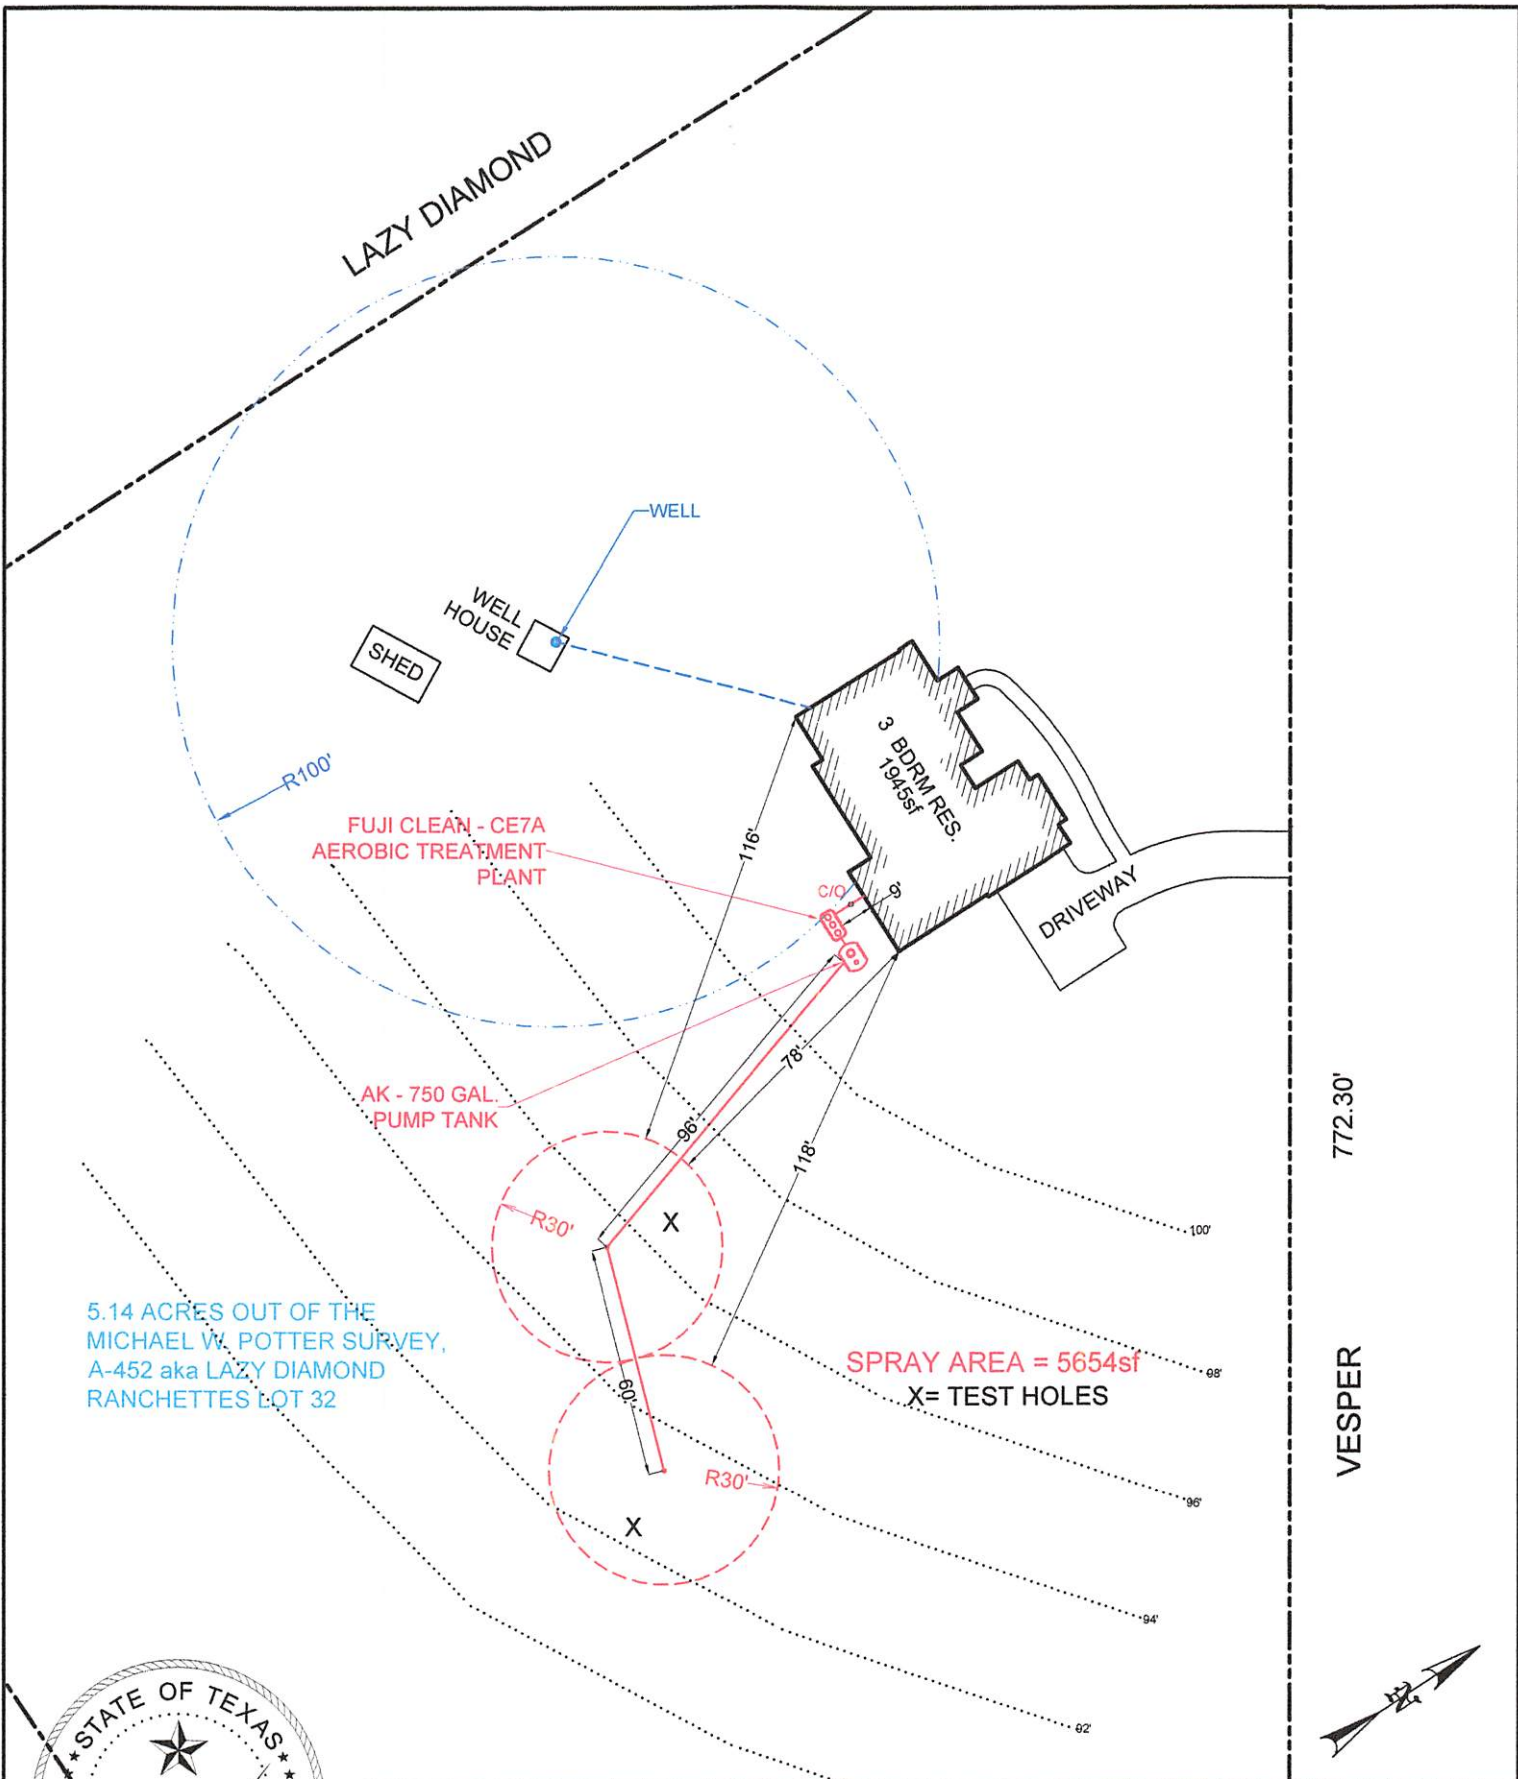 LAZY DIAMOND
WELL
WELL
HOUSE
SHED
R100'
3 BDRM RES.
1945sf
FUJI CLEAN - CE7A
AEROBIC TREATMENT
PLANT
116'
C/O
DRIVEWAY
AK - 750 GAL.
PUMP TANK
78'
96'
118'
772.30'
R30'
X
100'
5.14 ACRES OUT OF THE
MICHAEL W. POTTER SURVEY,
A-452 aka LAZY DIAMOND
RANCHETTES LOT 32
SPRAY AREA = 5654sf
X= TEST HOLES
98'
60'
VESPER
R30'
X
96'
94'
92'
N
STATE OF TEXAS